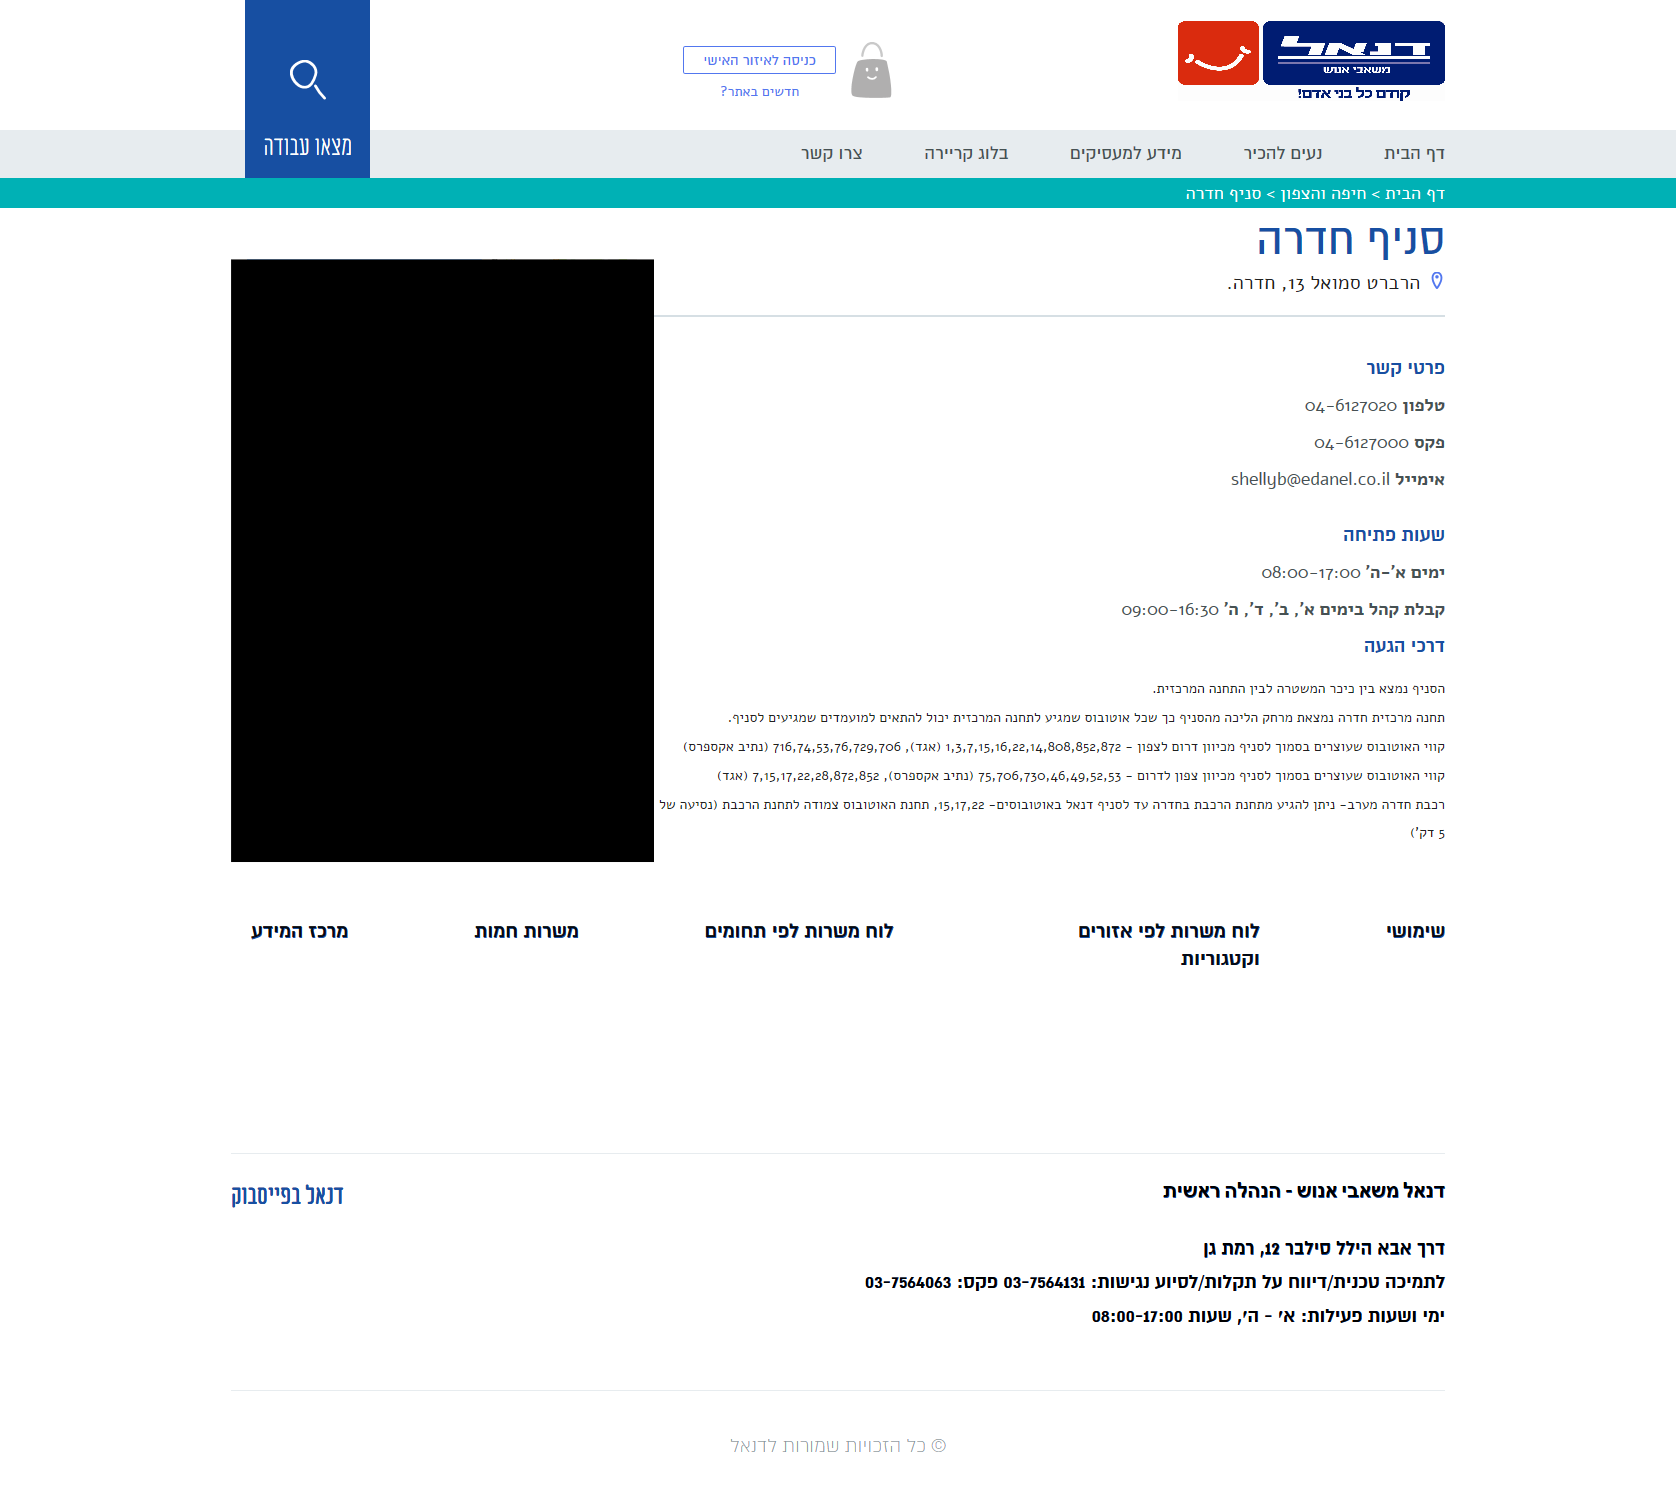 דנאל
משאבי אנוש
קודם כל בני אדם!
כניסה לאיזור האישי
חדשים באתר?
מצאו עבודה
דף הבית
נעים להכיר
מידע למעסיקים
בלוג קריירה
צרו קשר
דף הבית > חיפה והצפון > סניף חדרה
סניף חדרה
הרברט סמואל 13, חדרה.
פרטי קשר
טלפון 04-6127020
פקס 04-6127000
אימייל shellyb@edanel.co.il
שעות פתיחה
ימים א'-ה' 08:00-17:00
קבלת קהל בימים א', ב', ד', ה' 09:00-16:30
דרכי הגעה
הסניף נמצא בין כיכר המשטרה לבין התחנה המרכזית.
תחנה מרכזית חדרה נמצאת מרחק הליכה מהסניף כך שכל אוטובוס שמגיע לתחנה המרכזית יכול להתאים למועמדים שמגיעים לסניף.
קווי האוטובוס שעוצרים בסמוך לסניף מכיוון דרום לצפון - 1,3,7,15,16,22,14,808,852,872 (אגד), 716,74,53,76,729,706 (נתיב אקספרס)
קווי האוטובוס שעוצרים בסמוך לסניף מכיוון צפון לדרום - 75,706,730,46,49,52,53 (נתיב אקספרס), 7,15,17,22,28,872,852 (אגד)
רכבת חדרה מערב- ניתן להגיע מתחנת הרכבת בחדרה עד לסניף דנאל באוטובוסים- 15,17,22, תחנת האוטובוס צמודה לתחנת הרכבת (נסיעה של
5 דק')
שימושי
לוח משרות לפי אזורים
וקטגוריות
לוח משרות לפי תחומים
משרות חמות
מרכז המידע
דנאל משאבי אנוש - הנהלה ראשית
דנאל בפייסבוק
דרך אבא הילל סילבר 12, רמת גן
לתמיכה טכנית/דיווח על תקלות/לסיוע נגישות: 03-7564131 פקס: 03-7564063
ימי ושעות פעילות: א' - ה', שעות 08:00-17:00
© כל הזכויות שמורות לדנאל